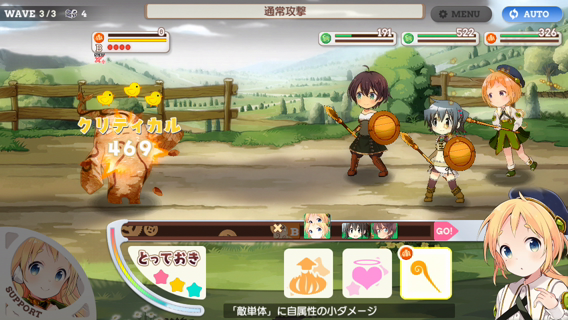 WAVE 3/3
4
通常攻撃
MENU
AUTO
0
191
522
326
クリティカル
469
B
GO!
とっておき
SUPPORT
「敵単体」に自属性の小ダメージ